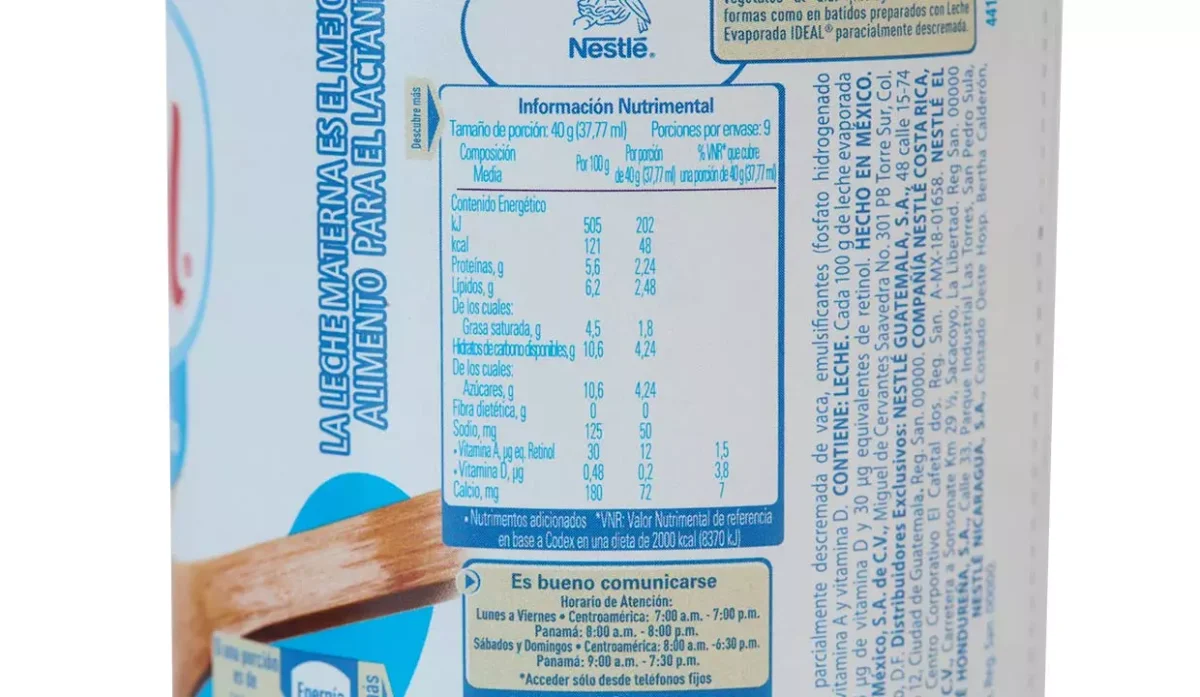 LA LECHE MATERNA ES EL
ALIMENTO PARA EL LACTANT
Nestlé®
formas como en batidos preparados con Leche
Evaporada IDEAL® paracialmente descremada.
441
Descubre más
Información Nutrimental
Tamaño de porción: 40 g (37,77 ml) Porciones por envase: 9
Composición Media Por 100 g Por porción de 40 g (37,77 ml) % VNR* que cubre una porción de 40 g (37,77 ml)
Contenido Energético
kJ 505 202
kcal 121 48
Proteínas, g 5,6 2,24
Lípidos, g 6,2 2,48
De los cuales:
Grasa saturada, g 4,5 1,8
Hidratos de carbono disponibles, g 10,6 4,24
De los cuales:
Azúcares, g 10,6 4,24
Fibra dietética, g 0 0
Sodio, mg 125 50
• Vitamina A, µg eq. Retinol 30 12 1,5
• Vitamina D, µg 0,48 0,2 3,8
Calcio, mg 180 72 7
• Nutrimentos adicionados *VNR: Valor Nutrimental de referencia
en base a Codex en una dieta de 2000 kcal (8370 kJ)
Es bueno comunicarse
Horario de Atención:
Lunes a Viernes • Centroamérica: 7:00 a.m. - 7:00 p.m.
Panamá: 8:00 a.m. - 8:00 p.m.
Sábados y Domingos • Centroamérica: 8:00 a.m. -6:30 p.m.
Panamá: 9:00 a.m. - 7:30 p.m.
*Acceder sólo desde teléfonos fijos
parcialmente descremada de vaca, emulsificantes (fosfato hidrogenado
vitamina A y vitamina D. CONTIENE: LECHE. Cada 100 g de leche evaporada
µg de vitamina D y 30 µg equivalentes de retinol. HECHO EN MÉXICO.
México, S.A. de C.V., Miguel de Cervantes Saavedra No. 301 PB Torre Sur, Col.
D.F. Distribuidores Exclusivos: NESTLÉ GUATEMALA, S.A., 48 calle 15-74
12, Ciudad de Guatemala. Reg. San. 00000. COMPAÑÍA NESTLÉ COSTA RICA,
Centro Corporativo El Cafetal dos. Reg. San. A-MX-18-01658. NESTLÉ EL
Carretera a Sonsonate Km 29 ½, Sacacoyo, La Libertad. Reg San. 00000
HONDUREÑA, S.A., Calle 33, Parque Industrial Las Torres, San Pedro Sula,
NESTLÉ NICARAGUA, S.A., Costado Oeste Hosp. Bertha Calderón.
Reg. San. 00000.
una porción
es de
Energía
más